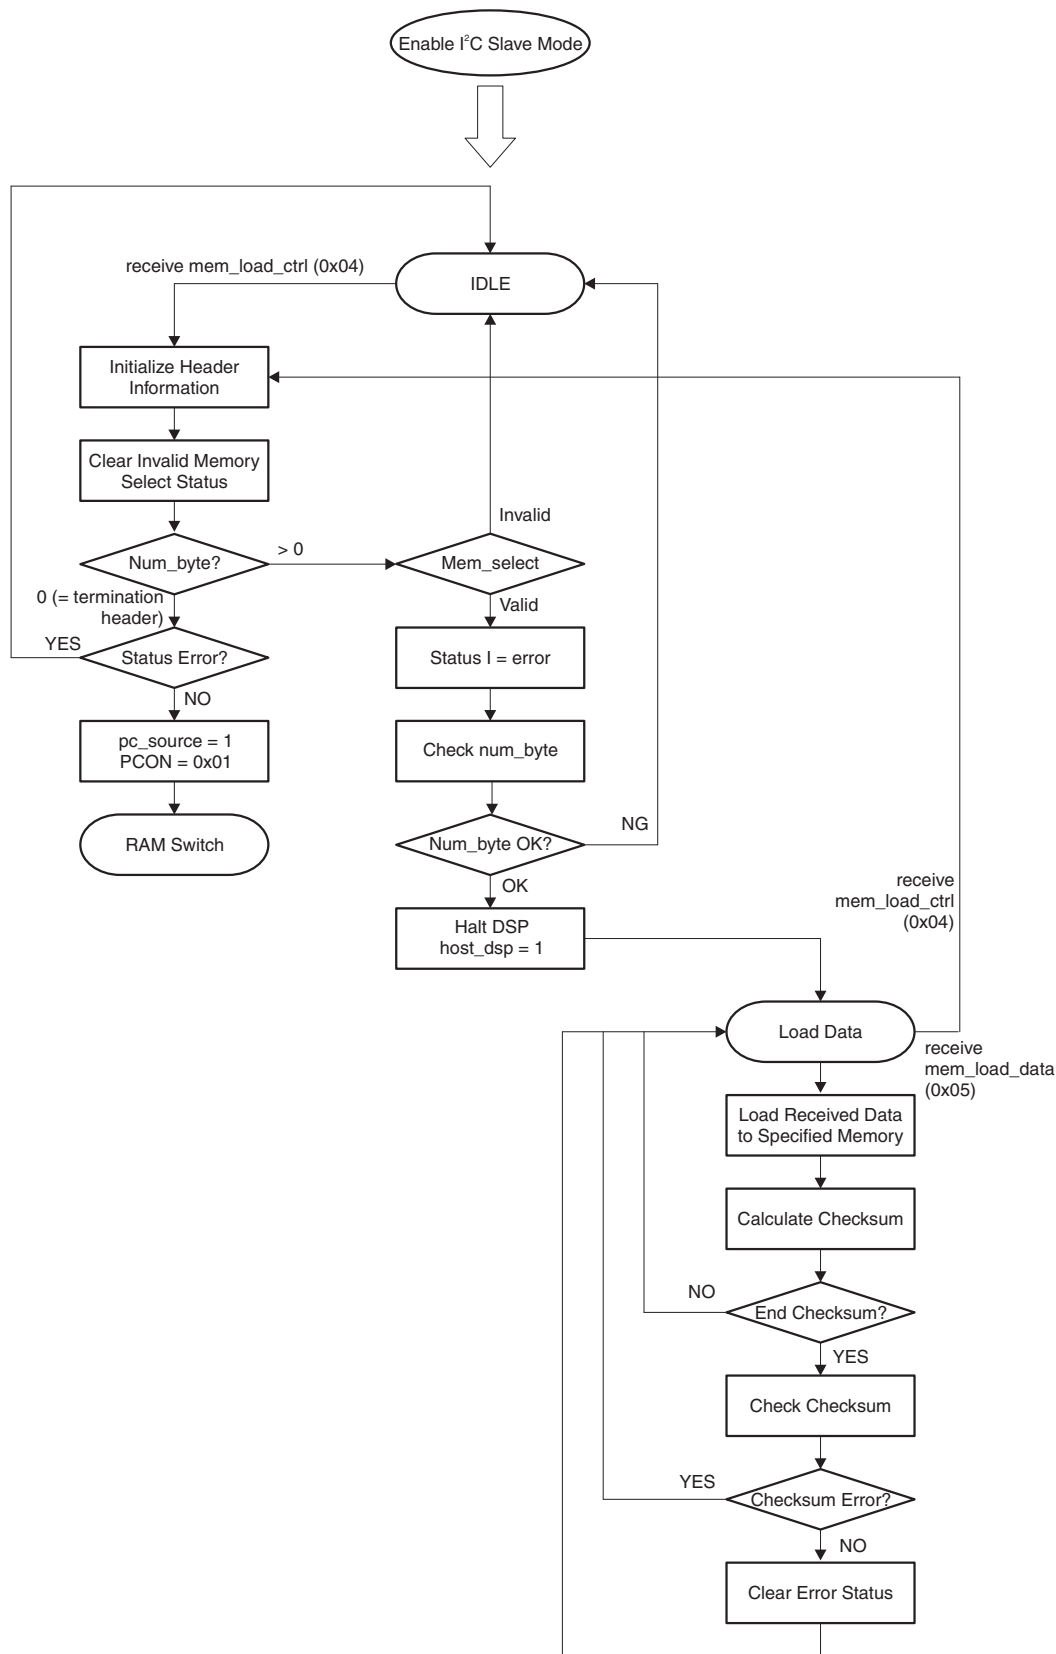 Enable I²C Slave Mode
receive mem_load_ctrl (0x04)
IDLE
Initialize Header
Information
Clear Invalid Memory
Select Status
Invalid
Num_byte?
> 0
Mem_select
0 (= termination
header)
Valid
YES
Status Error?
Status I = error
NO
pc_source = 1
PCON = 0x01
Check num_byte
RAM Switch
Num_byte OK?
NG
OK
receive
mem_load_ctrl
(0x04)
Halt DSP
host_dsp = 1
Load Data
receive
mem_load_data
(0x05)
Load Received Data
to Specified Memory
Calculate Checksum
NO
End Checksum?
YES
Check Checksum
YES
Checksum Error?
NO
Clear Error Status